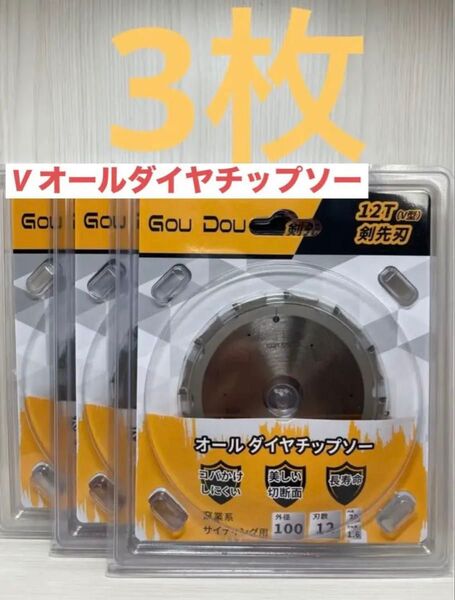 3枚
V オールダイヤチップソー
GOU DOU
12T (V型)
剣先刃
オール ダイヤチップソー
コバかけ
しにくい
美しい
切断面
長寿命
窯業系
サイディング用
外径
100
刃数
12
20
1.6